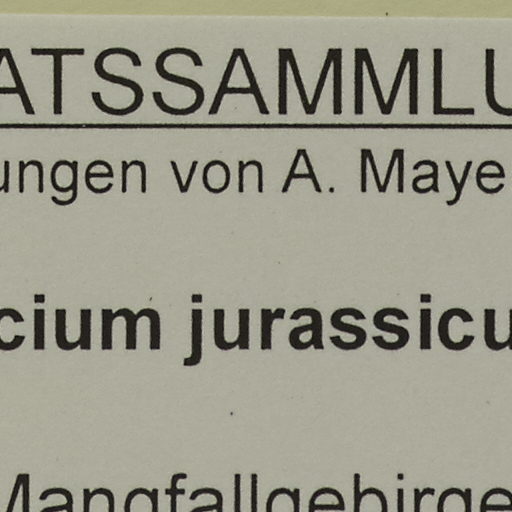 ATSSAMMLU
ungen von A. Maye
cium jurassicu
Mangfallgebirge